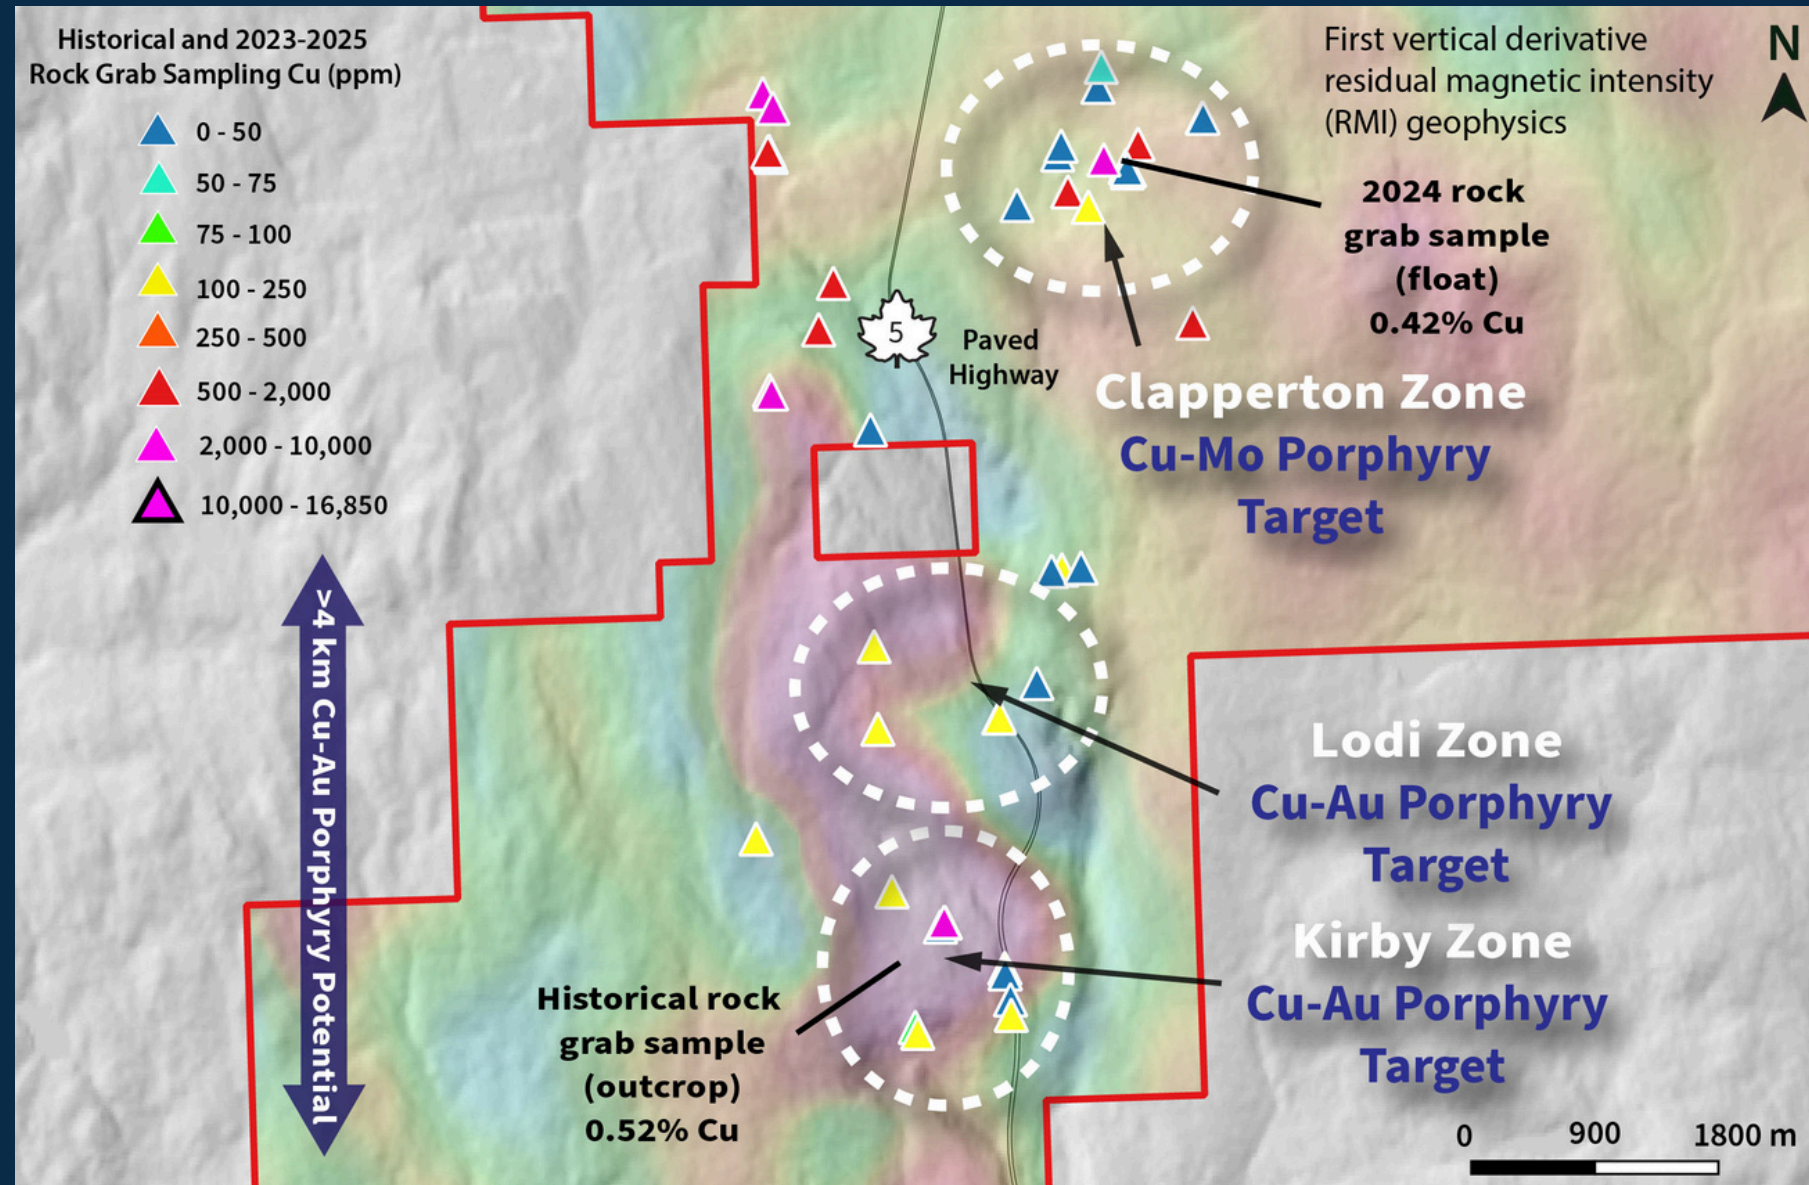 Historical and 2023-2025
Rock Grab Sampling Cu (ppm)
0 - 50
50 - 75
75 - 100
100 - 250
250 - 500
500 - 2,000
2,000 - 10,000
10,000 - 16,850
>4 km Cu-Au Porphyry Potential
First vertical derivative
residual magnetic intensity
(RMI) geophysics
N
2024 rock
grab sample
(float)
0.42% Cu
5
Paved
Highway
Clapperton Zone
Cu-Mo Porphyry
Target
Lodi Zone
Cu-Au Porphyry
Target
Kirby Zone
Cu-Au Porphyry
Target
Historical rock
grab sample
(outcrop)
0.52% Cu
0 900 1800 m